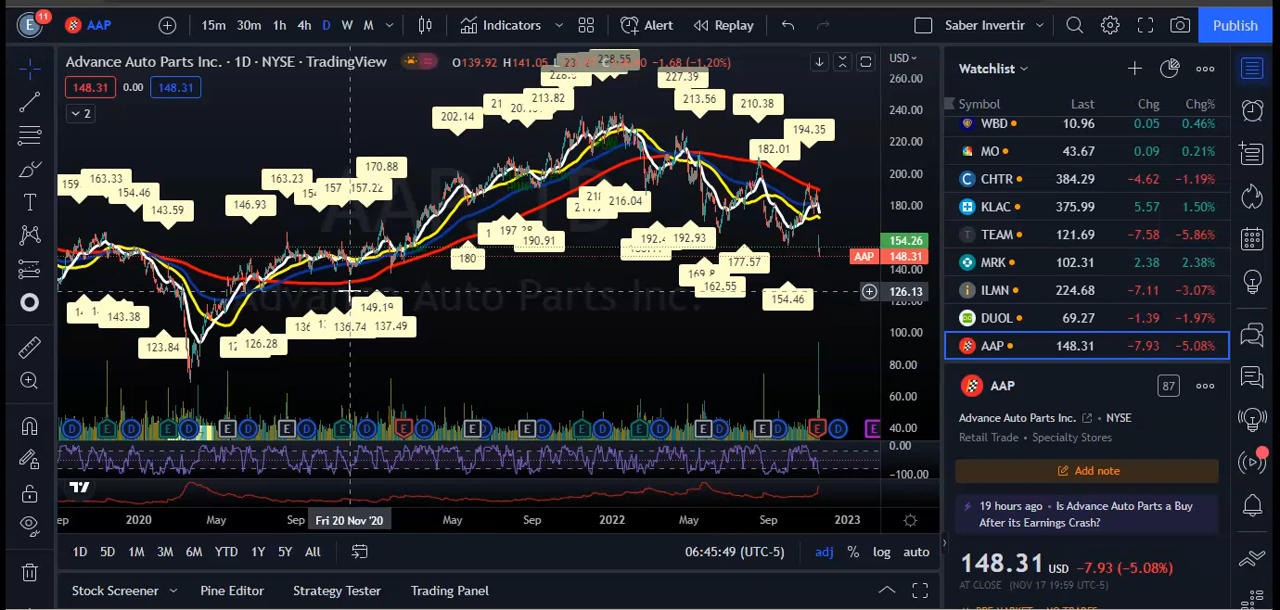 E 11 AAP 15m 30m 1h 4h D W M Indicators Alert Replay Saber Invertir Publish
Advance Auto Parts Inc. · 1D · NYSE · TradingView O139.92 H141.05 −1.68 (−1.20%)
148.31 0.00 148.31
2
USD
260.00
240.00
220.00
200.00
180.00
154.26
AAP 148.31
140.00
126.13
100.00
80.00
60.00
40.00
0.00
−100.00
228.55
227.39
213.82
213.56
210.38
202.14
194.35
182.01
170.88
163.33
163.23
157.22
154.46
146.93
143.59
216.04
197.28
190.91
192.93
180
177.57
162.55
154.46
149.19
143.38
136.74
137.49
126.28
123.84
2020 May Sep Fri 20 Nov '20 May Sep 2022 May Sep 2023
1D 5D 1M 3M 6M YTD 1Y 5Y All 06:45:49 (UTC-5) adj % log auto
Stock Screener Pine Editor Strategy Tester Trading Panel
Watchlist
Symbol Last Chg Chg%
WBD 10.96 0.05 0.46%
MO 43.67 0.09 0.21%
CHTR 384.29 −4.62 −1.19%
KLAC 375.99 5.57 1.50%
TEAM 121.69 −7.58 −5.86%
MRK 102.31 2.38 2.38%
ILMN 224.68 −7.11 −3.07%
DUOL 69.27 −1.39 −1.97%
AAP 148.31 −7.93 −5.08%
AAP 87
Advance Auto Parts Inc. · NYSE
Retail Trade · Specialty Stores
Add note
19 hours ago · Is Advance Auto Parts a Buy
After its Earnings Crash?
148.31 USD −7.93 (−5.08%)
AT CLOSE (NOV 17 19:59 UTC-5)